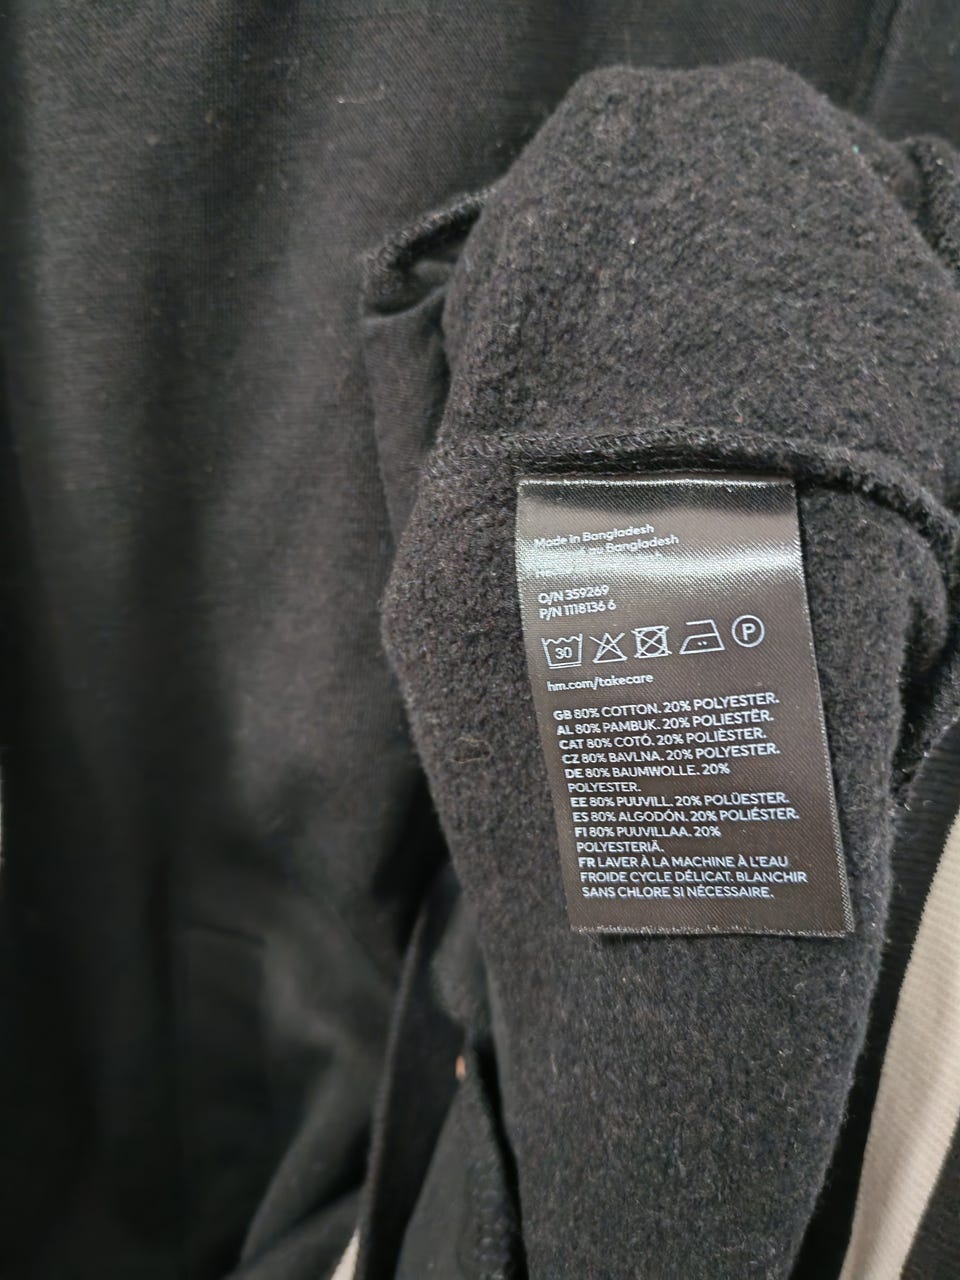 Made in Bangladesh
au Bangladesh
O/N 359269
P/N 1118136 6
30
P
hm.com/takecare
GB 80% COTTON. 20% POLYESTER.
AL 80% PAMBUK. 20% POLIESTËR.
CAT 80% COTÓ. 20% POLIÈSTER.
CZ 80% BAVLNA. 20% POLYESTER.
DE 80% BAUMWOLLE. 20%
POLYESTER.
EE 80% PUUVILL. 20% POLÜESTER.
ES 80% ALGODÓN. 20% POLIÉSTER.
FI 80% PUUVILLAA. 20%
POLYESTERIÄ.
FR LAVER À LA MACHINE À L'EAU
FROIDE CYCLE DÉLICAT. BLANCHIR
SANS CHLORE SI NÉCESSAIRE.